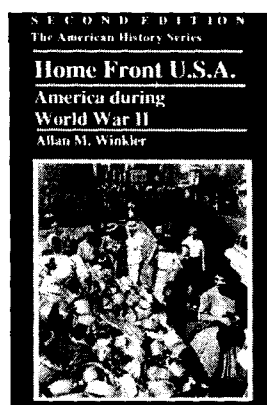 SECOND EDITION
The American History Series
Home Front U.S.A.
America during
World War II
Allan M. Winkler